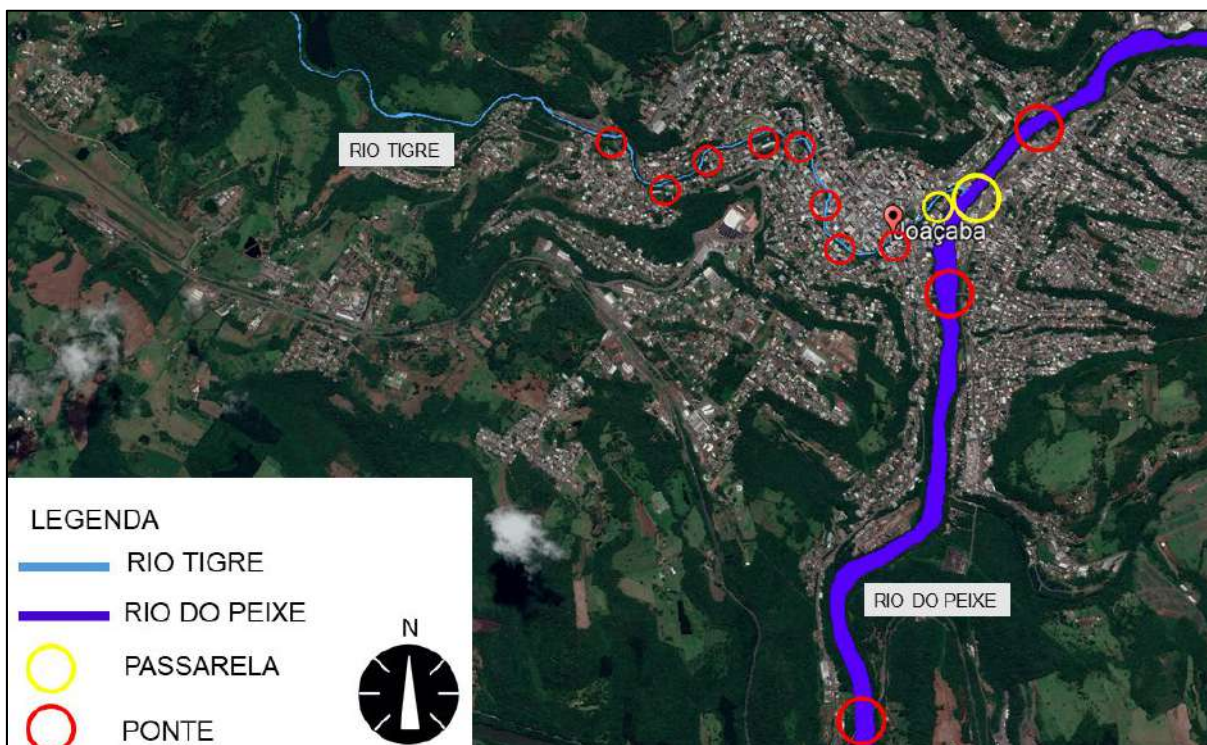 RIO TIGRE
Joaçaba
RIO DO PEIXE
LEGENDA
RIO TIGRE
RIO DO PEIXE
PASSARELA
PONTE
N